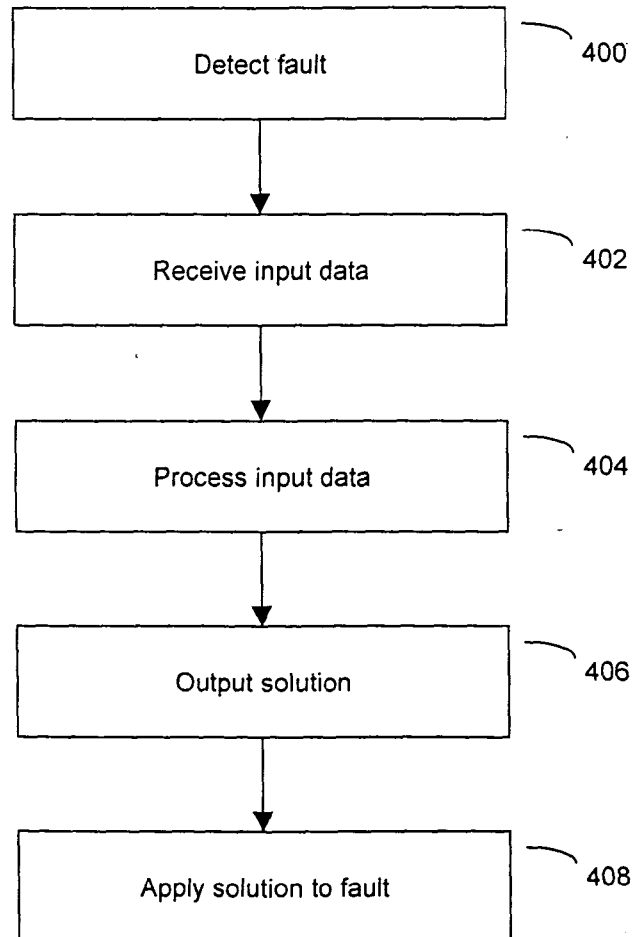 Detect fault
400
Receive input data
402
Process input data
404
Output solution
406
Apply solution to fault
408